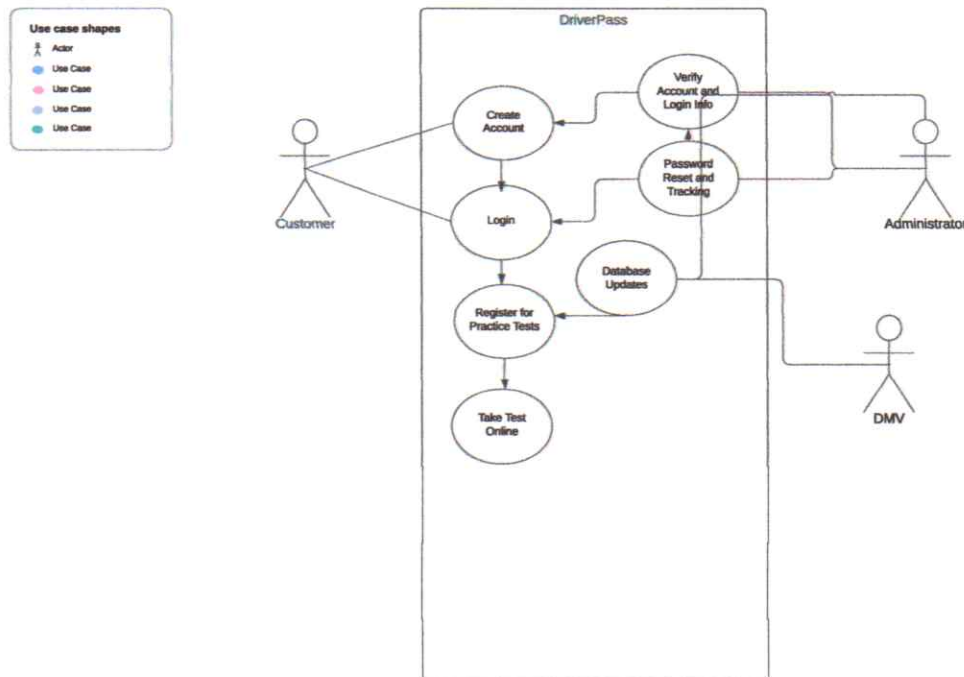 Use case shapes
Actor
Use Case
Use Case
Use Case
Use Case
DriverPass
Verify
Account and
Login Info
Create
Account
Password
Reset and
Tracking
Customer
Login
Administrator
Database
Updates
Register for
Practice Tests
DMV
Take Test
Online